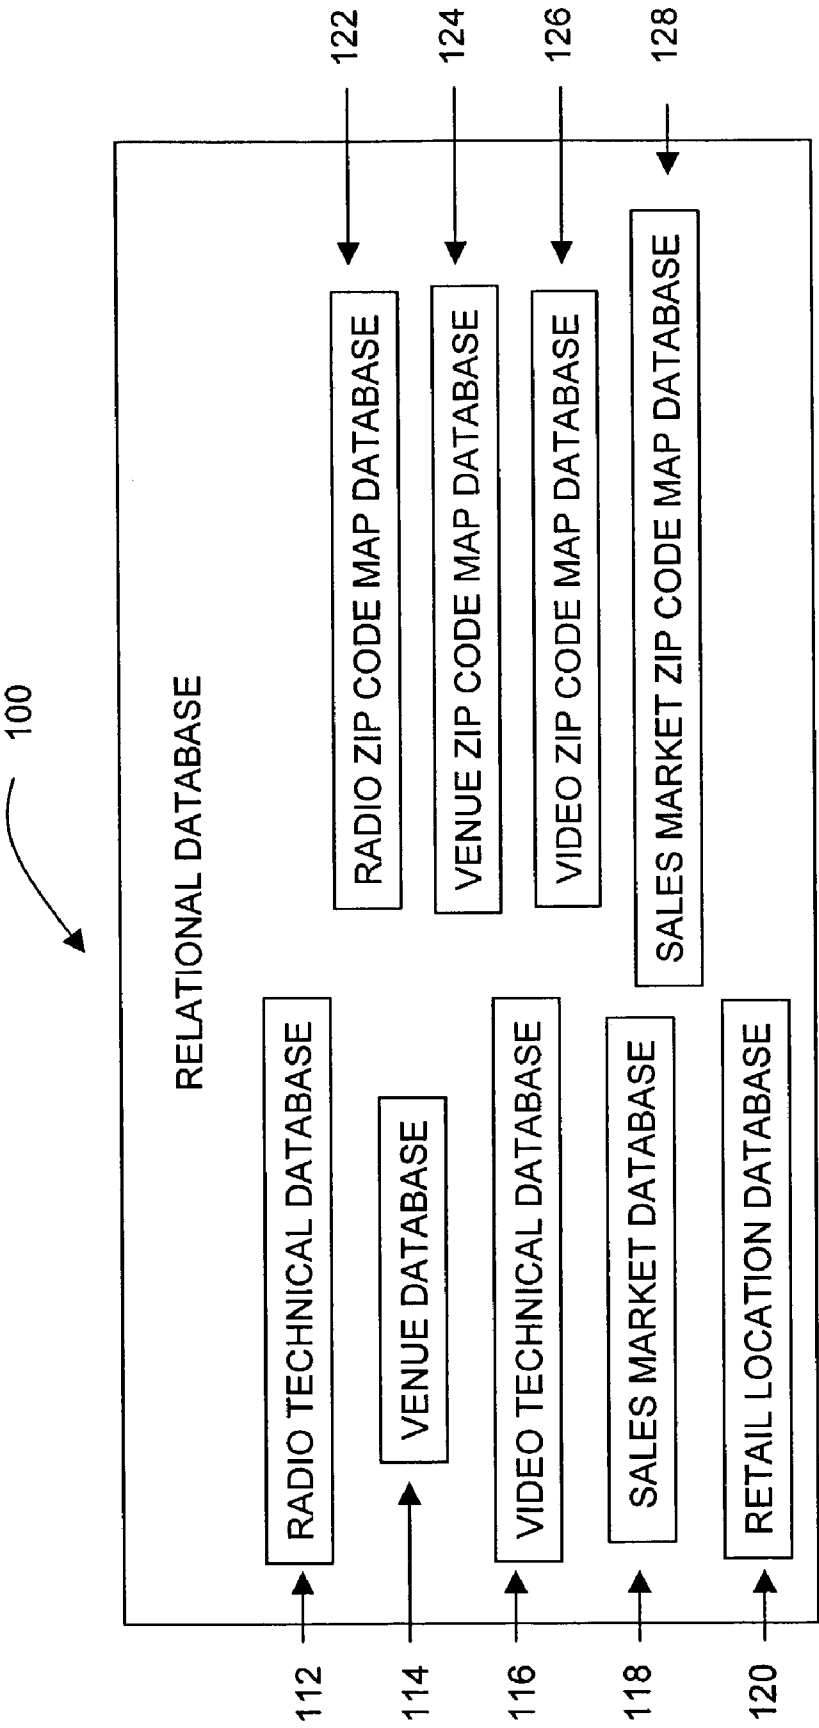 100
RELATIONAL DATABASE
112
RADIO TECHNICAL DATABASE
114
VENUE DATABASE
116
VIDEO TECHNICAL DATABASE
118
SALES MARKET DATABASE
120
RETAIL LOCATION DATABASE
RADIO ZIP CODE MAP DATABASE
122
VENUE ZIP CODE MAP DATABASE
124
VIDEO ZIP CODE MAP DATABASE
126
SALES MARKET ZIP CODE MAP DATABASE
128